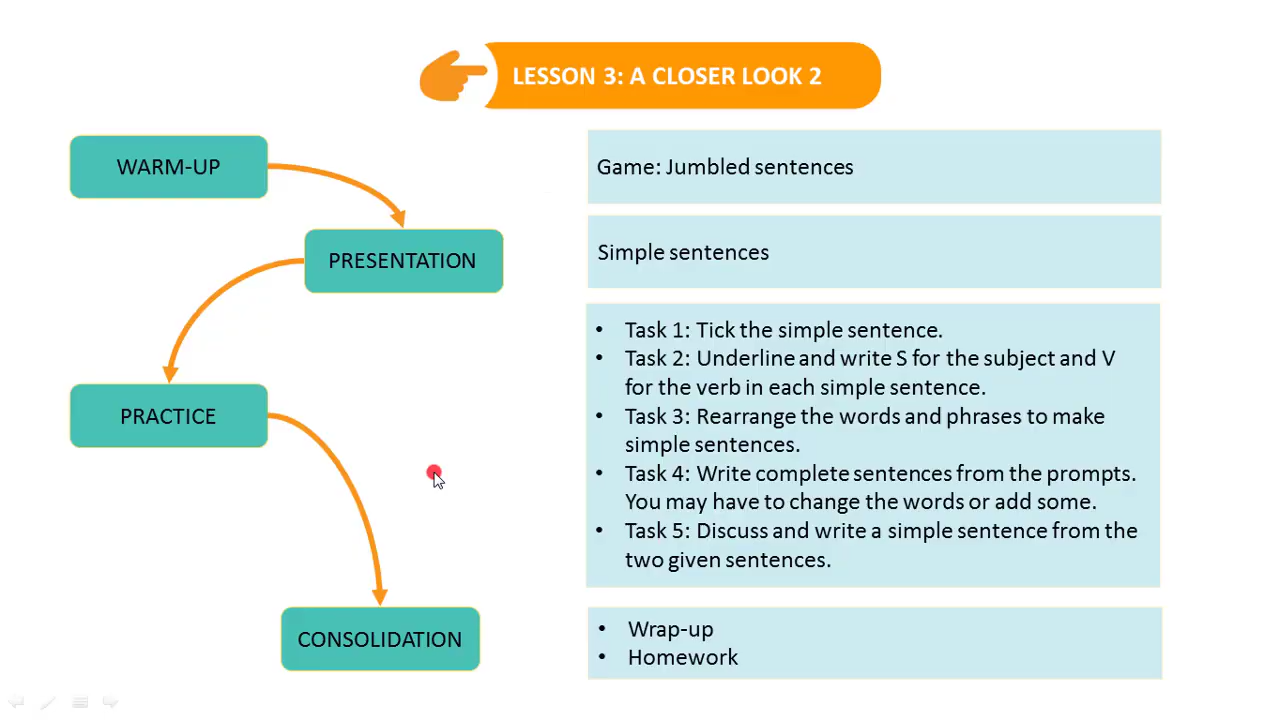 LESSON 3: A CLOSER LOOK 2
WARM-UP
Game: Jumbled sentences
PRESENTATION
Simple sentences
PRACTICE
• Task 1: Tick the simple sentence.
• Task 2: Underline and write S for the subject and V
for the verb in each simple sentence.
• Task 3: Rearrange the words and phrases to make
simple sentences.
• Task 4: Write complete sentences from the prompts.
You may have to change the words or add some.
• Task 5: Discuss and write a simple sentence from the
two given sentences.
CONSOLIDATION
• Wrap-up
• Homework